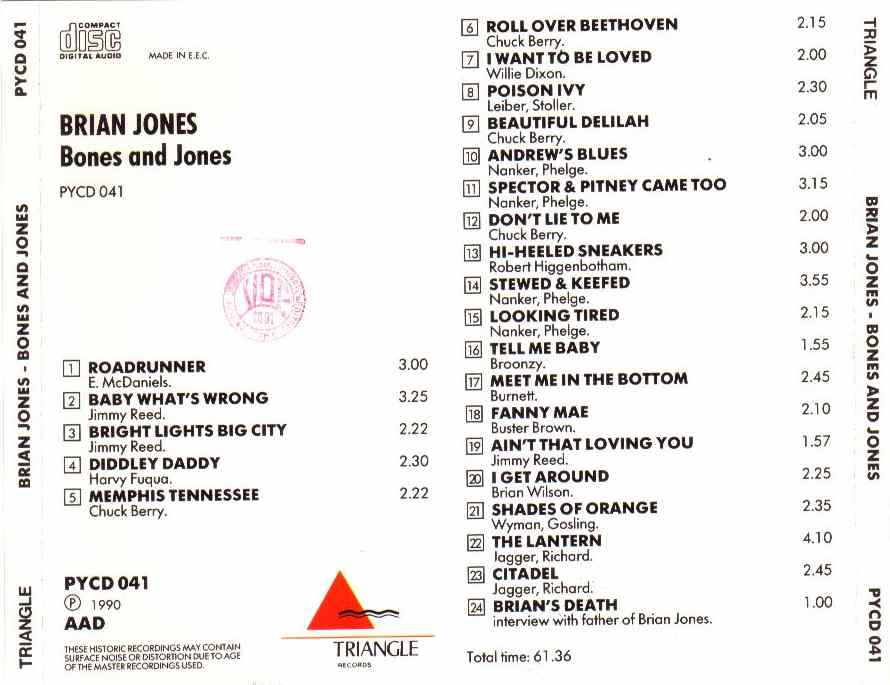 PYCD 041
BRIAN JONES - BONES AND JONES
TRIANGLE
COMPACT
disc
DIGITAL AUDIO
MADE IN E.E.C.
BRIAN JONES
Bones and Jones
PYCD 041
1 ROADRUNNER 3.00
E. McDaniels.
2 BABY WHAT'S WRONG 3.25
Jimmy Reed.
3 BRIGHT LIGHTS BIG CITY 2.22
Jimmy Reed.
4 DIDDLEY DADDY 2.30
Harvy Fuqua.
5 MEMPHIS TENNESSEE 2.22
Chuck Berry.
PYCD 041
℗ 1990
AAD
THESE HISTORIC RECORDINGS MAY CONTAIN
SURFACE NOISE OR DISTORTION DUE TO AGE
OF THE MASTER RECORDINGS USED.
TRIANGLE
RECORDS
6 ROLL OVER BEETHOVEN 2.15
Chuck Berry.
7 I WANT TO BE LOVED 2.00
Willie Dixon.
8 POISON IVY 2.30
Leiber, Stoller.
9 BEAUTIFUL DELILAH 2.05
Chuck Berry.
10 ANDREW'S BLUES 3.00
Nanker, Phelge.
11 SPECTOR & PITNEY CAME TOO 3.15
Nanker, Phelge.
12 DON'T LIE TO ME 2.00
Chuck Berry.
13 HI-HEELED SNEAKERS 3.00
Robert Higgenbotham.
14 STEWED & KEEFED 3.55
Nanker, Phelge.
15 LOOKING TIRED 2.15
Nanker, Phelge.
16 TELL ME BABY 1.55
Broonzy.
17 MEET ME IN THE BOTTOM 2.45
Burnett.
18 FANNY MAE 2.10
Buster Brown.
19 AIN'T THAT LOVING YOU 1.57
Jimmy Reed.
20 I GET AROUND 2.25
Brian Wilson.
21 SHADES OF ORANGE 2.35
Wyman, Gosling.
22 THE LANTERN 4.10
Jagger, Richard.
23 CITADEL 2.45
Jagger, Richard.
24 BRIAN'S DEATH 1.00
interview with father of Brian Jones.
Total time: 61.36
TRIANGLE
BRIAN JONES - BONES AND JONES
PYCD 041